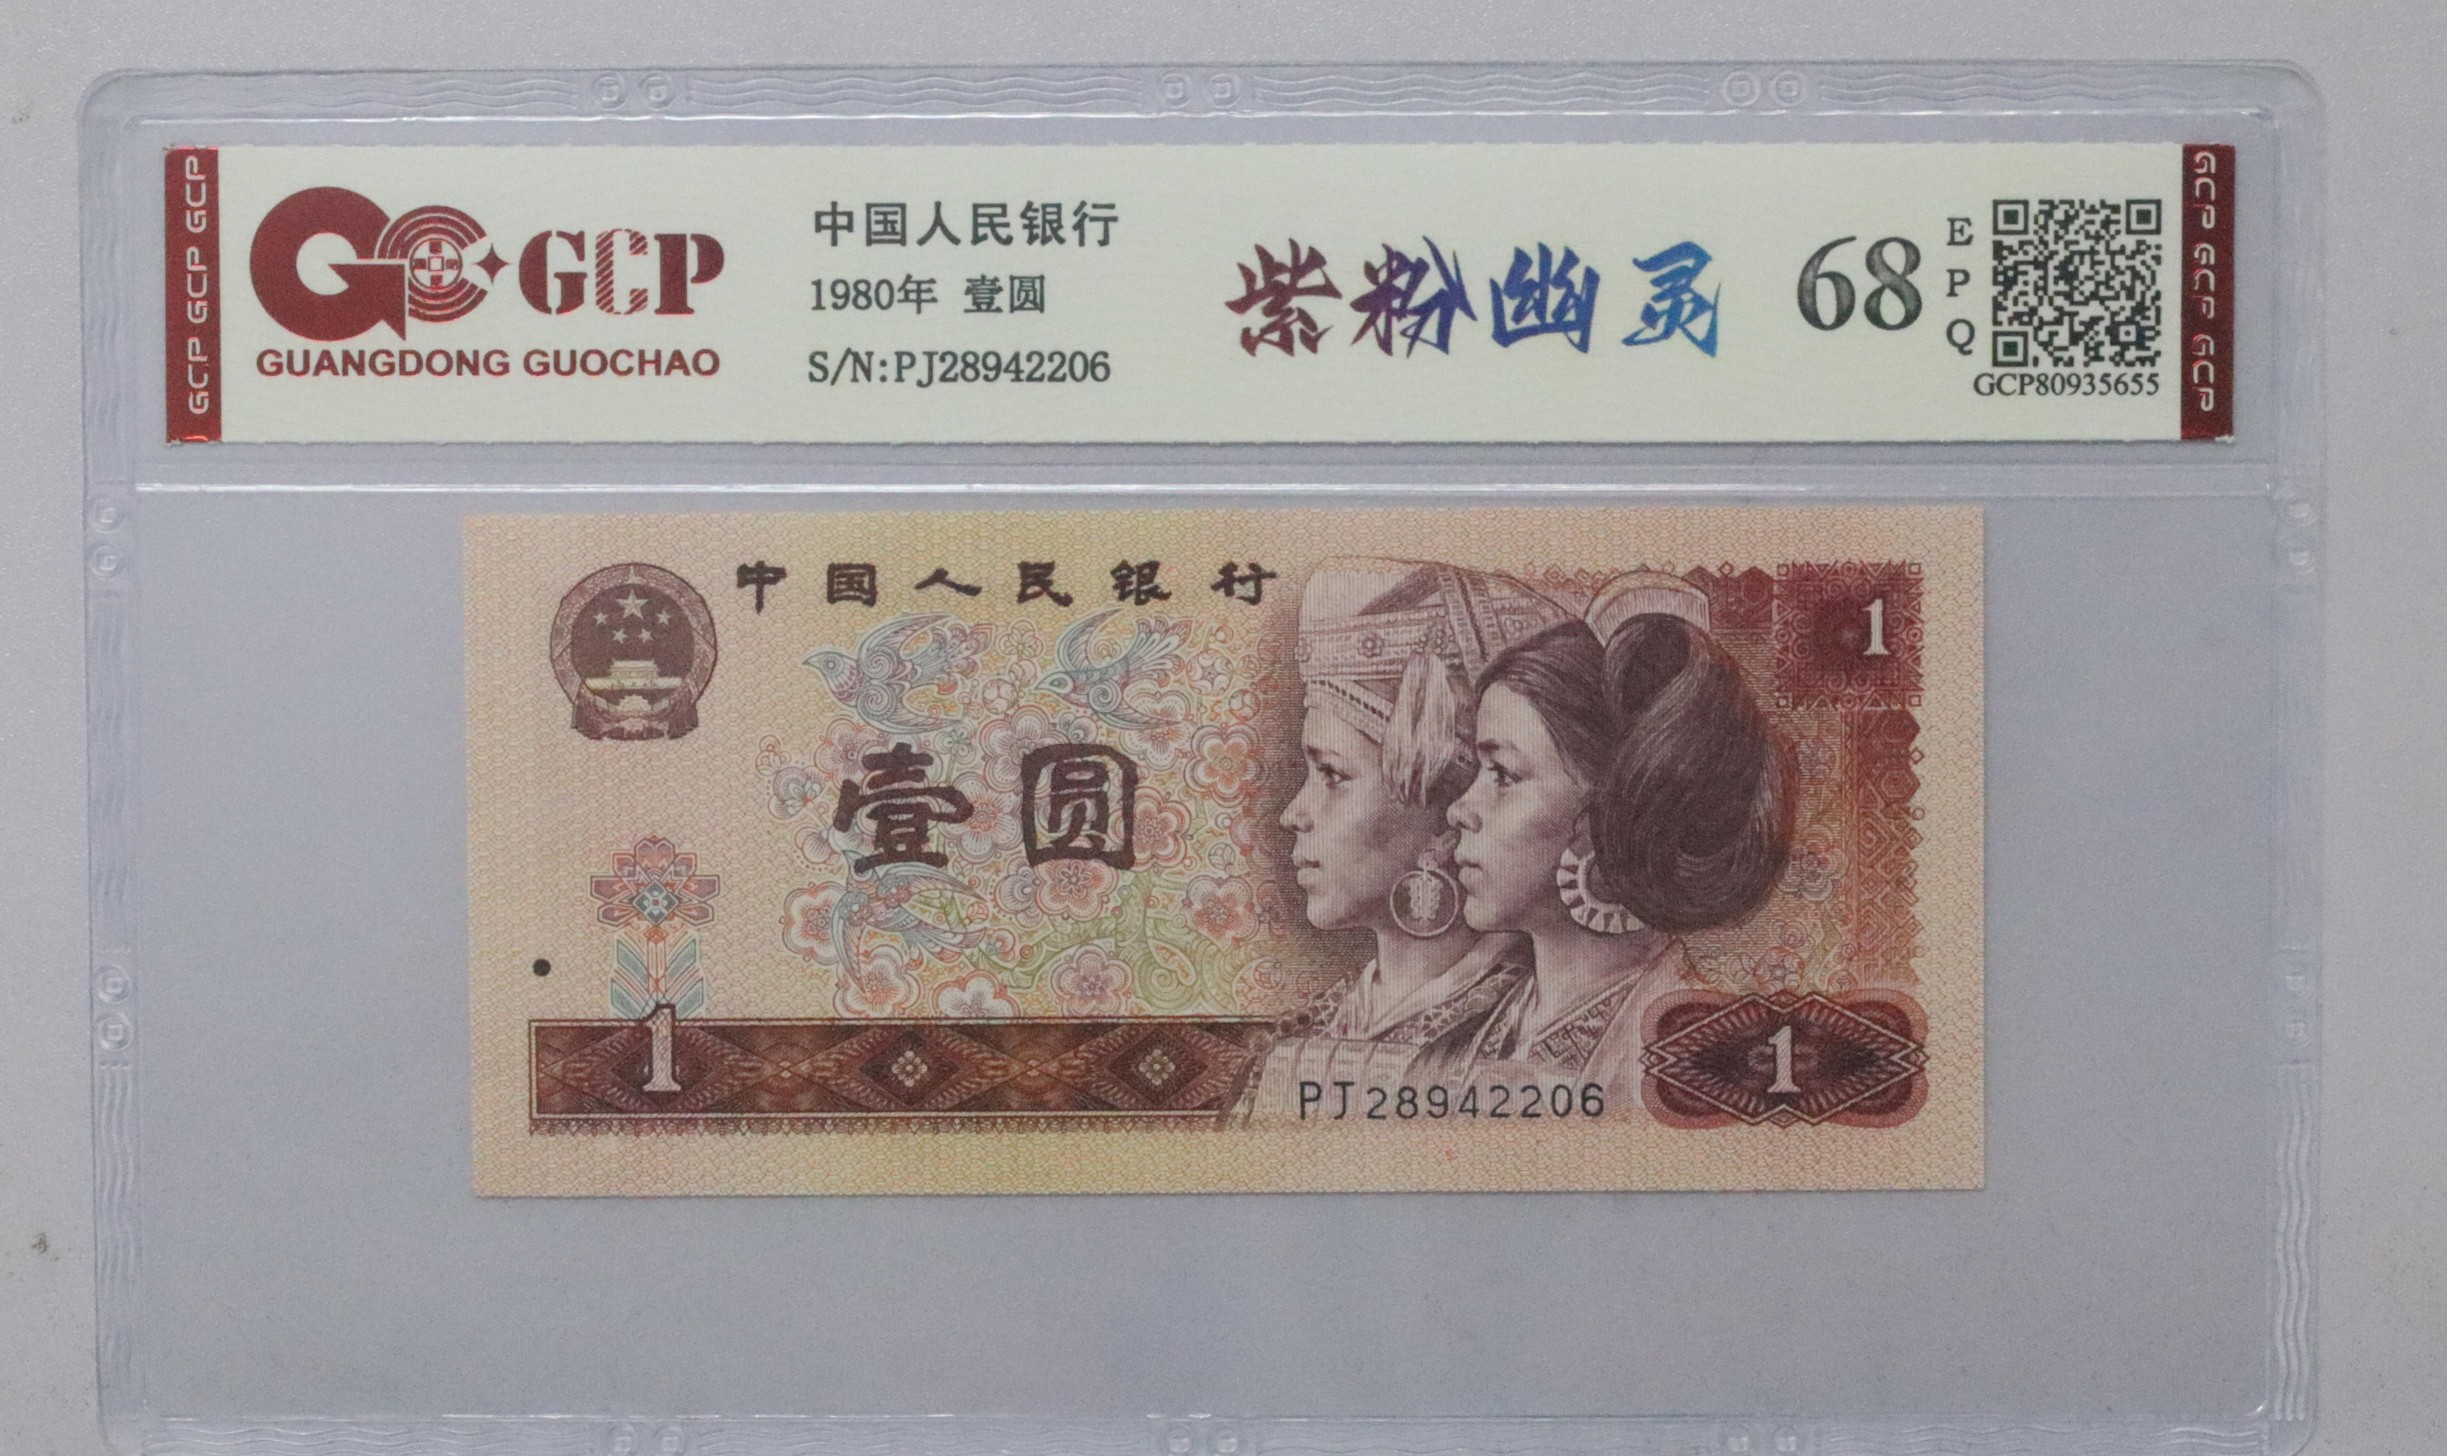 GCP GCP GCP
GCP
GUANGDONG GUOCHAO
中国人民银行
1980年 壹圆
S/N:PJ28942206
紫粉幽灵
68
E
P
Q
GCP80935655
GCP GCP GCP
中国人民银行
1
壹圆
1
PJ28942206
1